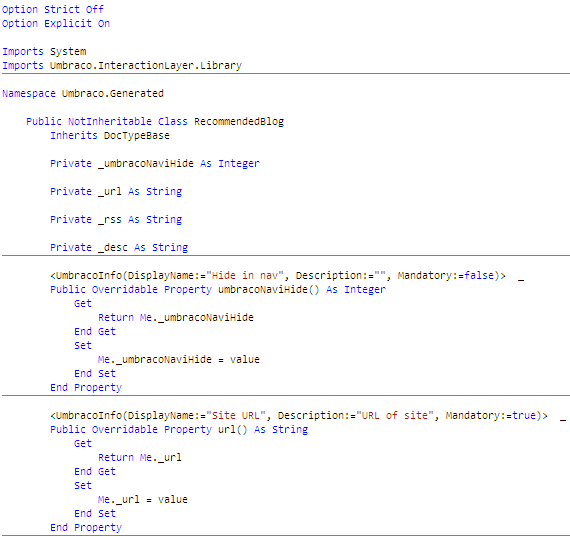 Option Strict Off
Option Explicit On
Imports System
Imports Umbraco.InteractionLayer.Library
Namespace Umbraco.Generated
Public NotInheritable Class RecommendedBlog
Inherits DocTypeBase
Private _umbracoNaviHide As Integer
Private _url As String
Private _rss As String
Private _desc As String
<UmbracoInfo(DisplayName:="Hide in nav", Description:="", Mandatory:=false)>  _
Public Overridable Property umbracoNaviHide() As Integer
Get
Return Me._umbracoNaviHide
End Get
Set
Me._umbracoNaviHide = value
End Set
End Property
<UmbracoInfo(DisplayName:="Site URL", Description:="URL of site", Mandatory:=true)>  _
Public Overridable Property url() As String
Get
Return Me._url
End Get
Set
Me._url = value
End Set
End Property